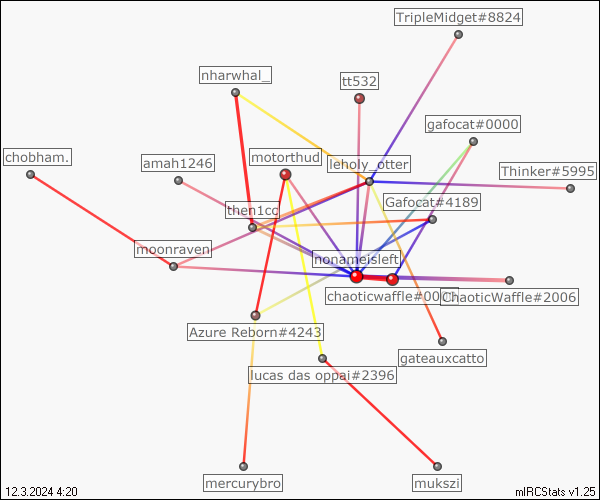 TripleMidget#8824
nharwhal_
tt532
gafocat#0000
chobham.
amah1246
motorthud
leholy_otter
Thinker#5995
then1cc
Gafocat#4189
moonraven
nonameisleft
chaoticwaffle#00
ChaoticWaffle#2006
Azure Reborn#4243
gateauxcatto
lucas das oppai#2396
mercurybro
mukszi
12.3.2024 4:20
mIRCStats v1.25